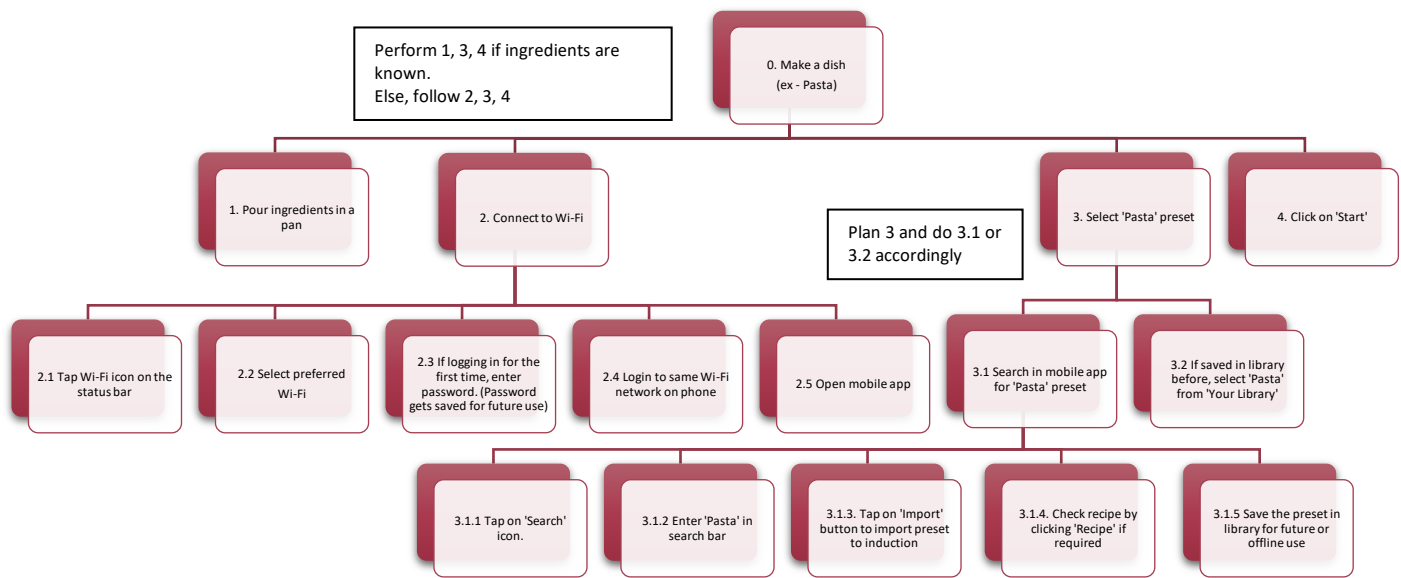 Perform 1, 3, 4 if ingredients are
known.
Else, follow 2, 3, 4
0. Make a dish
(ex - Pasta)
1. Pour ingredients in a
pan
2. Connect to Wi-Fi
3. Select 'Pasta' preset
4. Click on 'Start'
Plan 3 and do 3.1 or
3.2 accordingly
2.1 Tap Wi-Fi icon on the
status bar
2.2 Select preferred
Wi-Fi
2.3 If logging in for the
first time, enter
password. (Password
gets saved for future use)
2.4 Login to same Wi-Fi
network on phone
2.5 Open mobile app
3.1 Search in mobile app
for 'Pasta' preset
3.2 If saved in library
before, select 'Pasta'
from 'Your Library'
3.1.1 Tap on 'Search'
icon.
3.1.2 Enter 'Pasta' in
search bar
3.1.3. Tap on 'Import'
button to import preset
to induction
3.1.4. Check recipe by
clicking 'Recipe' if
required
3.1.5 Save the preset in
library for future or
offline use